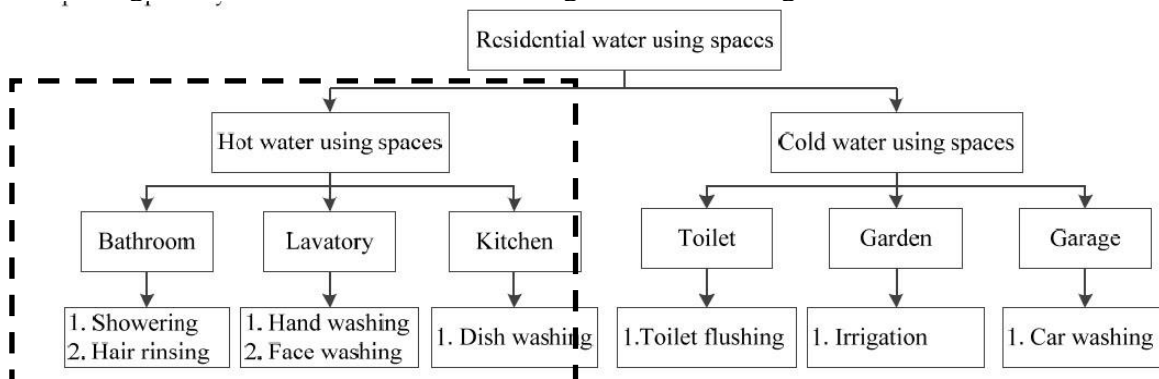 Residential water using spaces
Hot water using spaces
Cold water using spaces
Bathroom
Lavatory
Kitchen
Toilet
Garden
Garage
1. Showering
2. Hair rinsing
1. Hand washing
2. Face washing
1. Dish washing
1.Toilet flushing
1. Irrigation
1. Car washing